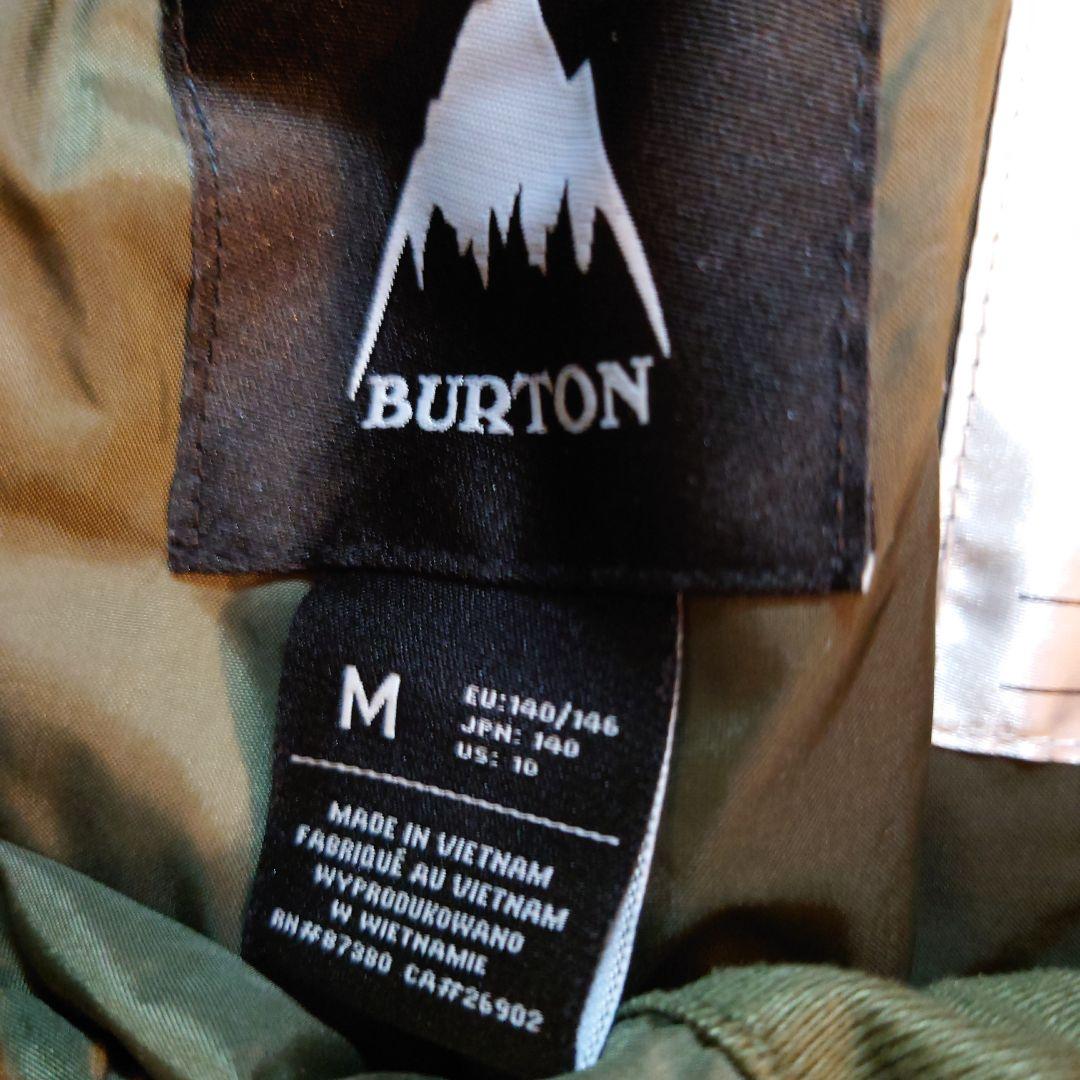 BURTON
M
EU: 140/146
JPN: 140
US: 10
MADE IN VIETNAM
FABRIQUÉ AU VIETNAM
WYPRODUKOWANO
W WIETNAMIE
RN#87380 CA#26902